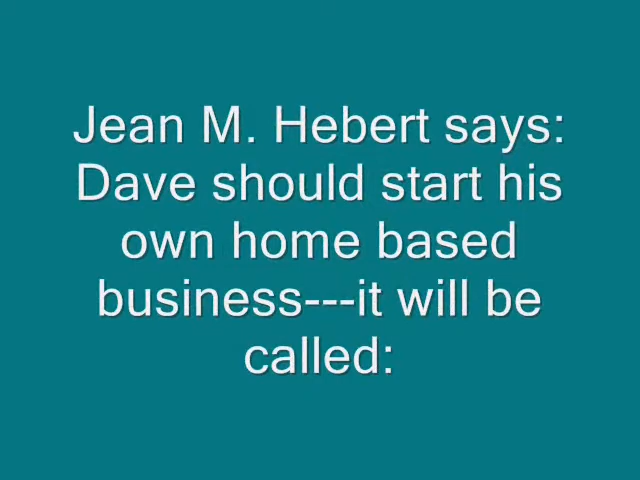 Jean M. Hebert says:
Dave should start his
own home based
business---it will be
called: